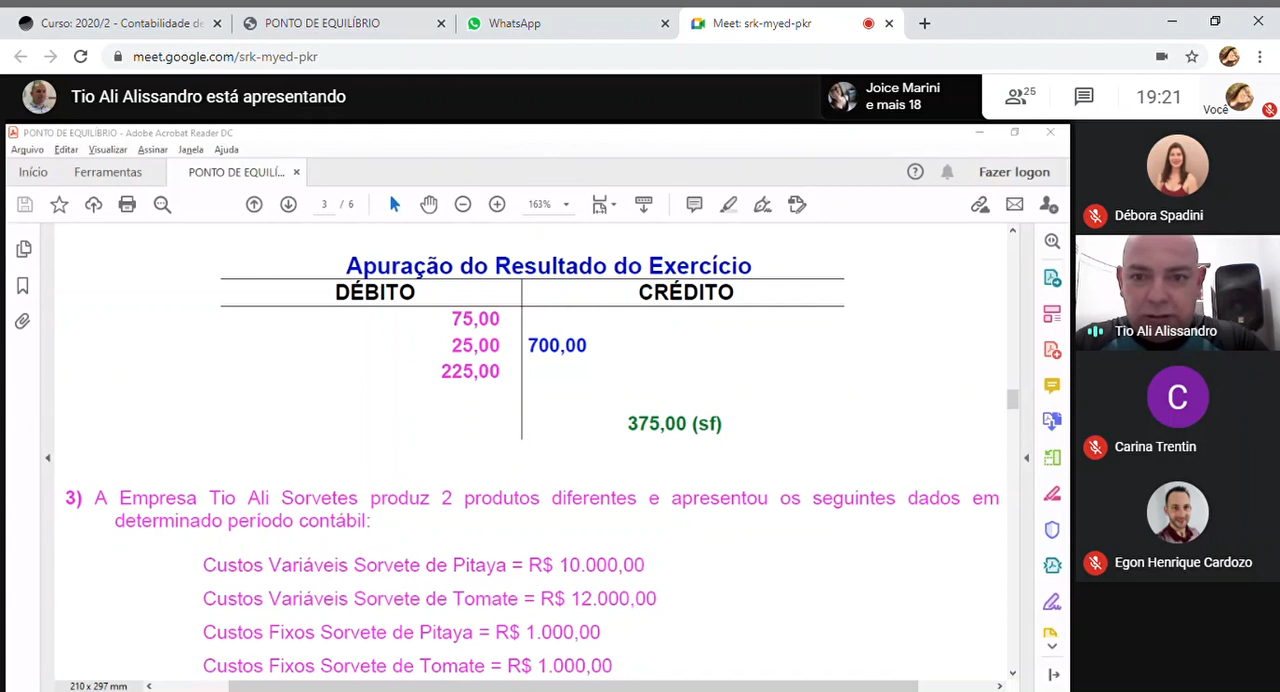 Curso: 2020/2 - Contabilidade de
PONTO DE EQUILÍBRIO
WhatsApp
Meet: srk-myed-pkr
meet.google.com/srk-myed-pkr
Tio Ali Alissandro está apresentando
Joice Marini
e mais 18
25
19:21
Você
PONTO DE EQUILÍBRIO - Adobe Acrobat Reader DC
Arquivo Editar Visualizar Assinar Janela Ajuda
Início Ferramentas PONTO DE EQUILÍ... Fazer logon
3 / 6 163%
Débora Spadini
Apuração do Resultado do Exercício
DÉBITO CRÉDITO
75,00
25,00 700,00
225,00
375,00 (sf)
Tio Ali Alissandro
C
Carina Trentin
3) A Empresa Tio Ali Sorvetes produz 2 produtos diferentes e apresentou os seguintes dados em
determinado período contábil:
Custos Variáveis Sorvete de Pitaya = R$ 10.000,00
Custos Variáveis Sorvete de Tomate = R$ 12.000,00
Custos Fixos Sorvete de Pitaya = R$ 1.000,00
Custos Fixos Sorvete de Tomate = R$ 1.000,00
Egon Henrique Cardozo
210 x 297 mm